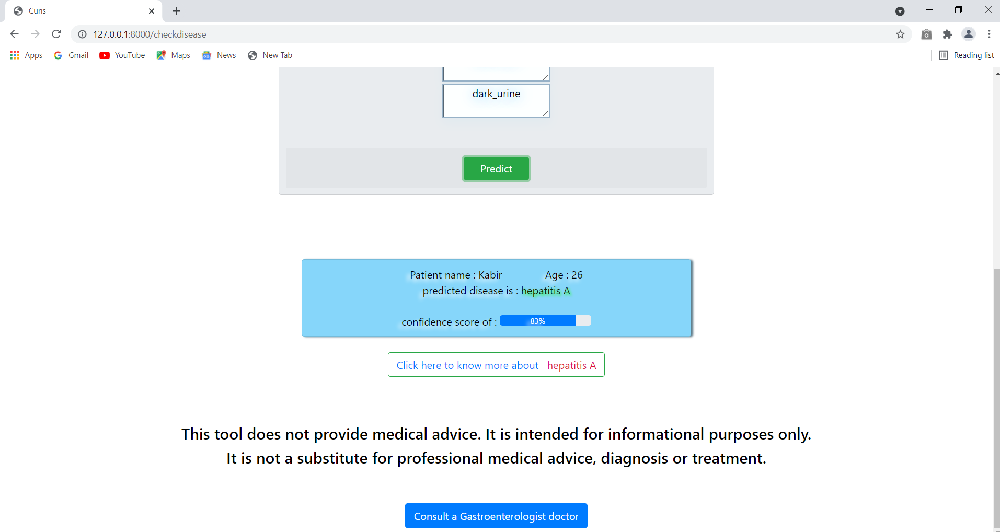 Curis
127.0.0.1:8000/checkdisease
Apps Gmail YouTube Maps News New Tab Reading list
dark_urine
Predict
Patient name : Kabir Age : 26
predicted disease is : hepatitis A
confidence score of : 83%
Click here to know more about hepatitis A
This tool does not provide medical advice. It is intended for informational purposes only.
It is not a substitute for professional medical advice, diagnosis or treatment.
Consult a Gastroenterologist doctor